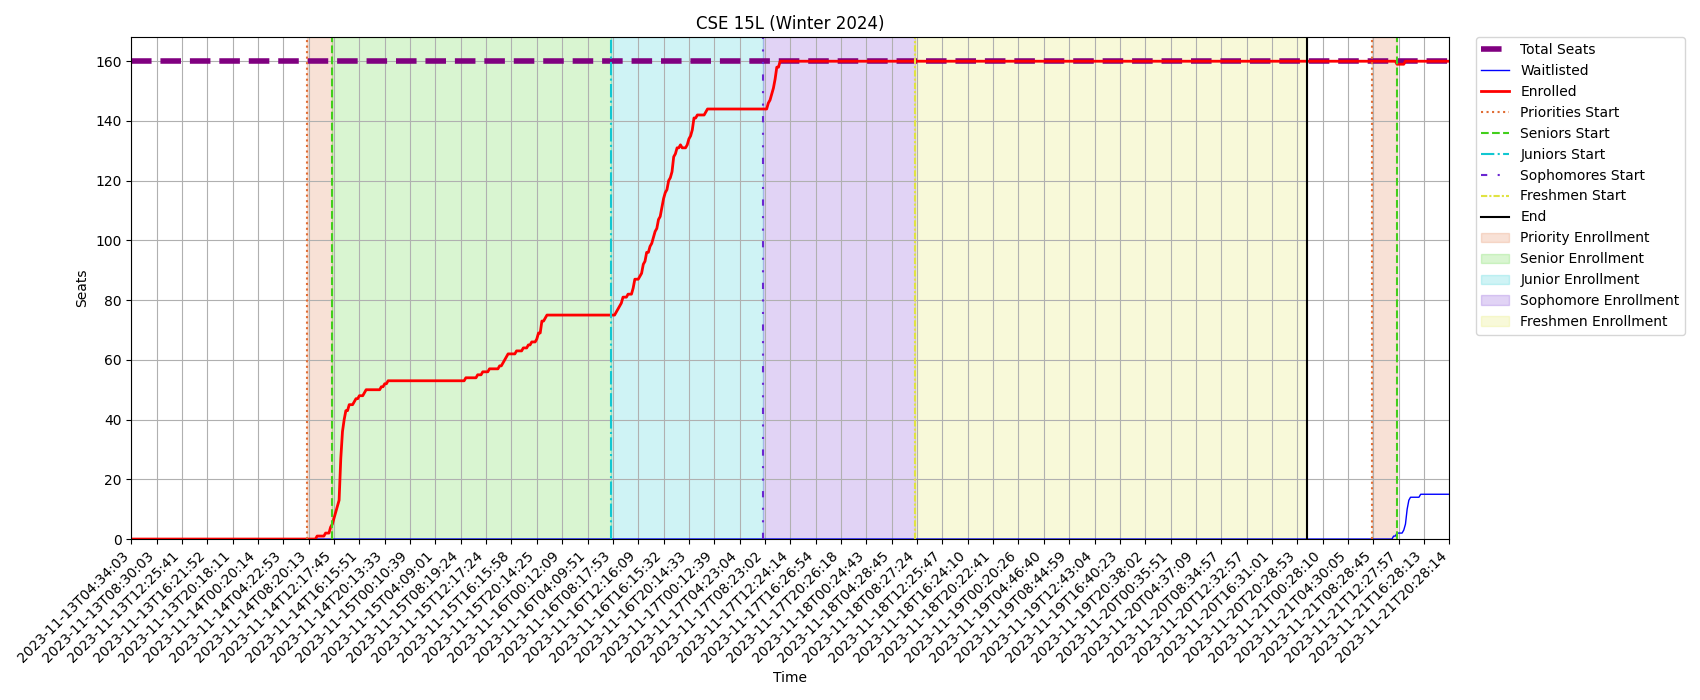 CSE 15L (Winter 2024)
Seats
160
140
120
100
80
60
40
20
0
2023-11-13T04:34:03
2023-11-13T08:30:03
2023-11-13T12:25:41
2023-11-13T16:21:52
2023-11-13T20:18:11
2023-11-14T00:20:14
2023-11-14T04:22:53
2023-11-14T08:20:13
2023-11-14T12:17:45
2023-11-14T16:15:51
2023-11-14T20:13:33
2023-11-15T00:10:39
2023-11-15T04:09:01
2023-11-15T08:19:24
2023-11-15T12:17:24
2023-11-15T16:15:58
2023-11-15T20:14:25
2023-11-16T00:12:09
2023-11-16T04:09:51
2023-11-16T08:17:53
2023-11-16T12:16:09
2023-11-16T16:15:32
2023-11-16T20:14:33
2023-11-17T00:12:39
2023-11-17T04:23:04
2023-11-17T08:23:02
2023-11-17T12:24:14
2023-11-17T16:26:54
2023-11-17T20:26:18
2023-11-18T00:24:43
2023-11-18T04:28:45
2023-11-18T08:27:24
2023-11-18T12:25:47
2023-11-18T16:24:10
2023-11-18T20:22:41
2023-11-19T00:20:26
2023-11-19T04:46:40
2023-11-19T08:44:59
2023-11-19T12:43:04
2023-11-19T16:40:23
2023-11-19T20:38:02
2023-11-20T00:35:51
2023-11-20T04:37:09
2023-11-20T08:34:57
2023-11-20T12:32:57
2023-11-20T16:31:01
2023-11-20T20:28:53
2023-11-21T00:28:10
2023-11-21T04:30:05
2023-11-21T08:28:45
2023-11-21T12:27:57
2023-11-21T16:28:13
2023-11-21T20:28:14
Time
Total Seats
Waitlisted
Enrolled
Priorities Start
Seniors Start
Juniors Start
Sophomores Start
Freshmen Start
End
Priority Enrollment
Senior Enrollment
Junior Enrollment
Sophomore Enrollment
Freshmen Enrollment